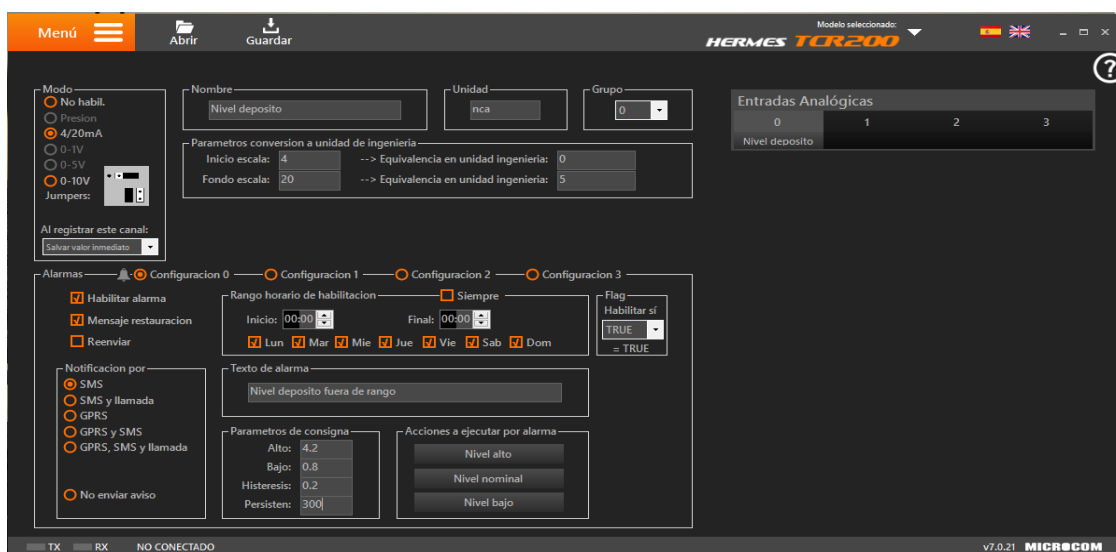 Menú
Abrir
Guardar
Modelo seleccionado:
HERMES TCR200
?
Modo
No habil.
Presion
4/20mA
0-1V
0-5V
0-10V
Jumpers:
Al registrar este canal:
Salvar valor inmediato
Nombre
Nivel deposito
Unidad
nca
Grupo
0
Parametros conversion a unidad de ingenieria
Inicio escala: 4 --> Equivalencia en unidad ingenieria: 0
Fondo escala: 20 --> Equivalencia en unidad ingenieria: 5
Entradas Analógicas
0 1 2 3
Nivel deposito
Alarmas Configuracion 0 Configuracion 1 Configuracion 2 Configuracion 3
Habilitar alarma
Mensaje restauracion
Reenviar
Rango horario de habilitacion Siempre
Inicio: 00:00 Final: 00:00
Lun Mar Mie Jue Vie Sab Dom
Flag
Habilitar sí
TRUE
= TRUE
Notificacion por
SMS
SMS y llamada
GPRS
GPRS y SMS
GPRS, SMS y llamada
No enviar aviso
Texto de alarma
Nivel deposito fuera de rango
Parametros de consigna
Alto: 4.2
Bajo: 0.8
Histeresis: 0.2
Persisten: 300
Acciones a ejecutar por alarma
Nivel alto
Nivel nominal
Nivel bajo
TX RX NO CONECTADO
v7.0.21 MICROCOM